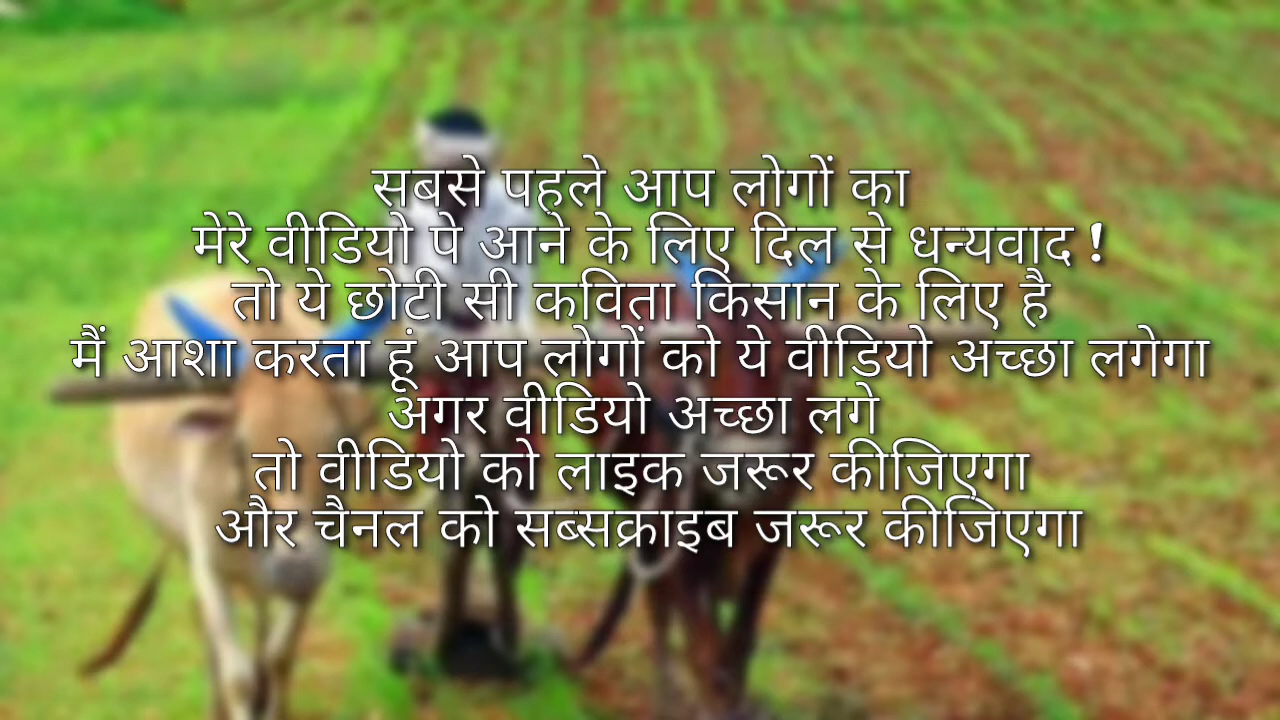 सबसे पहले आप लोगों का
मेरे वीडियो पे आने के लिए दिल से धन्यवाद !
तो ये छोटी सी कविता किसान के लिए है
मैं आशा करता हूं आप लोगों को ये वीडियो अच्छा लगेगा
अगर वीडियो अच्छा लगे
तो वीडियो को लाइक जरूर कीजिएगा
और चैनल को सब्सक्राइब जरूर कीजिएगा